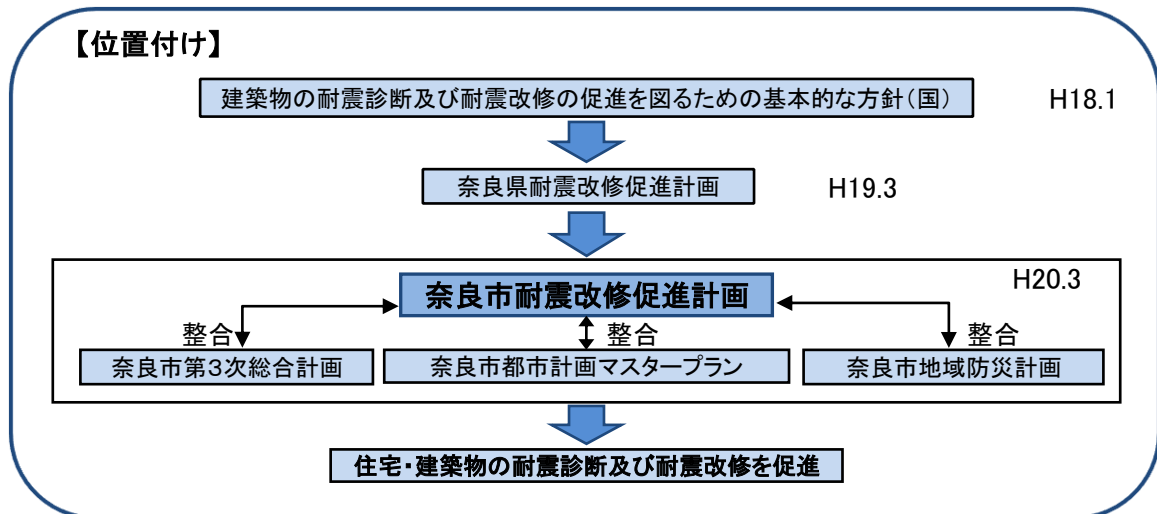 【位置付け】
建築物の耐震診断及び耐震改修の促進を図るための基本的な方針(国)
H18.1
奈良県耐震改修促進計画
H19.3
H20.3
奈良市耐震改修促進計画
整合
整合
整合
奈良市第3次総合計画
奈良市都市計画マスタープラン
奈良市地域防災計画
住宅・建築物の耐震診断及び耐震改修を促進